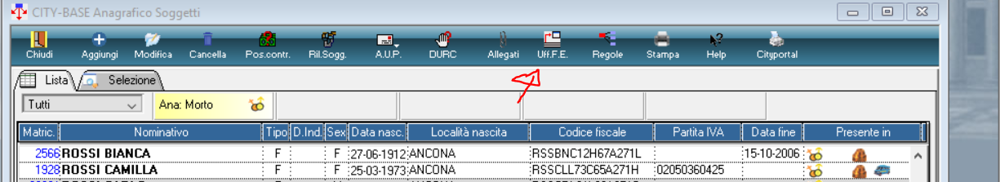 CITY-BASE Anagrafico Soggetti
Chiudi Aggiungi Modifica Cancella Pos.contr. Ril.Sogg. A.U.P. DURC Allegati Uff.F.E. Regole Stampa Help Cityportal
Lista Selezione
Tutti Ana: Morto
Matric. Nominativo Tipo D.Ind. Sex Data nasc. Località nascita Codice fiscale Partita IVA Data fine Presente in
2566 ROSSI BIANCA F F 27-06-1912 ANCONA RSSBNC12H67A271L 15-10-2006
1928 ROSSI CAMILLA F F 25-03-1973 ANCONA RSSCLL73C65A271H 02050360425